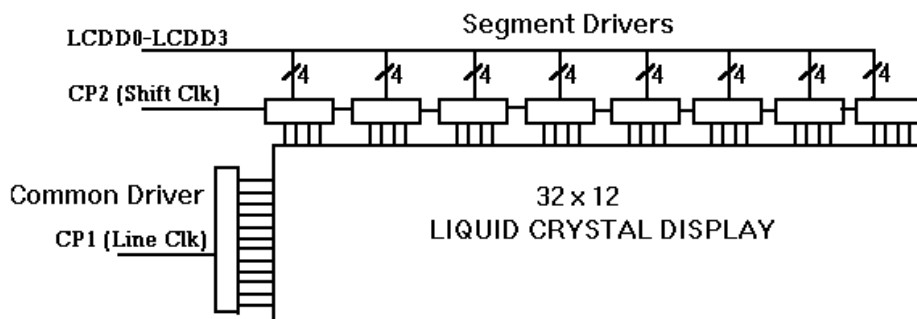 Segment Drivers
LCDD0-LCDD3
4 4 4 4 4 4 4 4
CP2 (Shift Clk)
Common Driver
CP1 (Line Clk)
32 x 12
LIQUID CRYSTAL DISPLAY